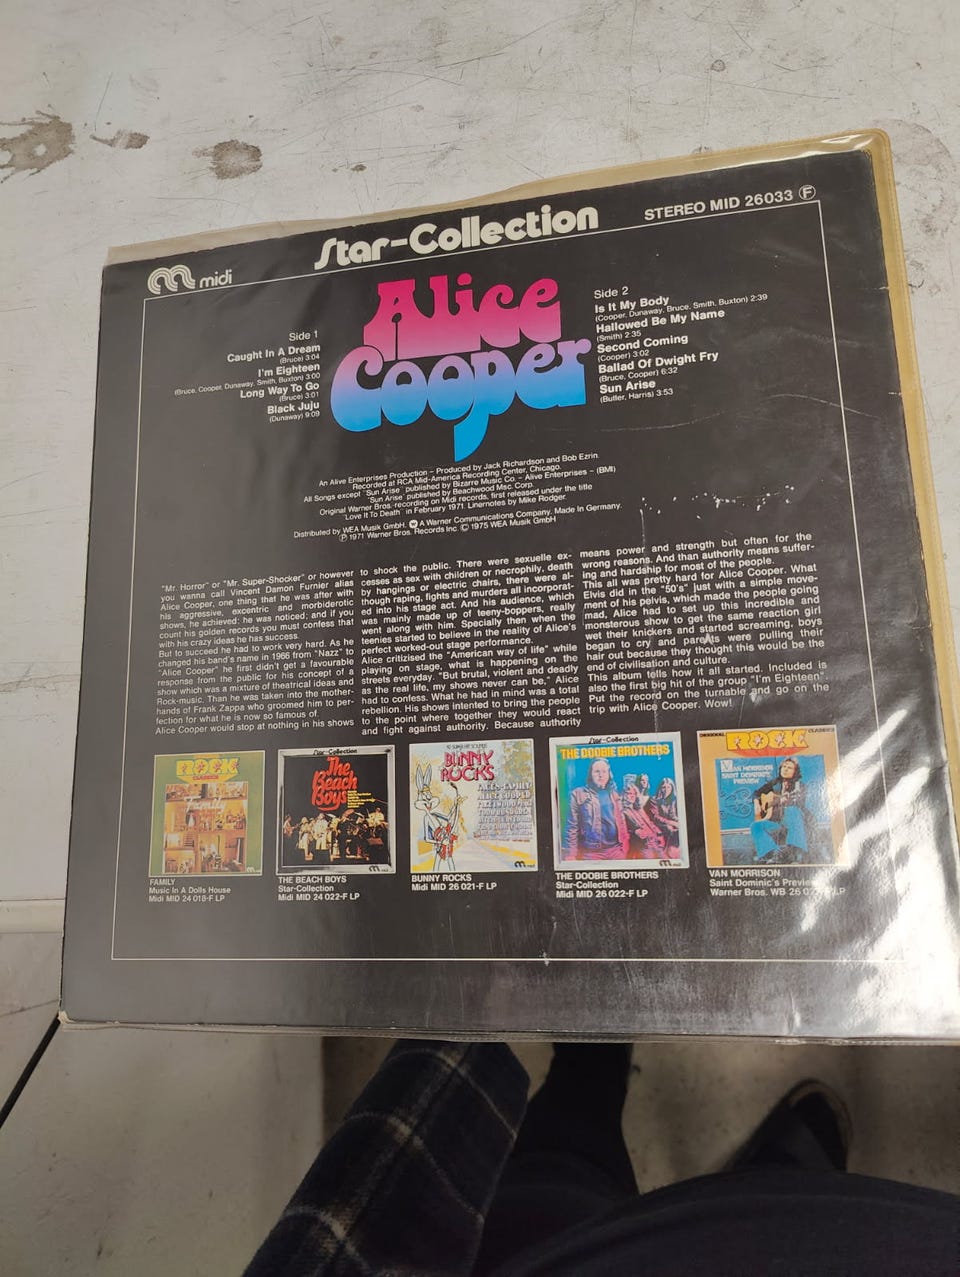 Star-Collection
STEREO MID 26033 F
midi
Alice
Cooper
Side 1
Caught In A Dream
(Bruce) 3:04
I'm Eighteen
(Bruce, Cooper, Dunaway, Smith, Buxton) 3:00
Long Way To Go
(Bruce) 3:01
Black Juju
(Dunaway) 9:09
Side 2
Is It My Body
(Cooper, Dunaway, Bruce, Smith, Buxton) 2:39
Hallowed Be My Name
(Smith) 2:35
Second Coming
(Cooper) 3:02
Ballad Of Dwight Fry
(Bruce, Cooper) 6:32
Sun Arise
(Butler, Harris) 3:53
An Alive Enterprises Production – Produced by Jack Richardson and Bob Ezrin.
Recorded at RCA Mid-America Recording Center, Chicago.
All Songs except "Sun Arise" published by Bizarre Music Co. – Alive Enterprises – (BMI)
"Sun Arise" published by Beachwood Msc. Corp.
Original Warner Bros.-recording on Midi records, first released under the title
"Love It To Death" in February 1971. Linernotes by Mike Rodger.
Distributed by WEA Musik GmbH. A Warner Communications Company. Made In Germany.
℗ 1971 Warner Bros. Records Inc. © 1975 WEA Musik GmbH
"Mr. Horror" or "Mr. Super-Shocker" or however
you wanna call Vincent Damon Furnier alias
Alice Cooper, one thing that he was after with
his aggressive, excentric and morbiderotic
shows, he achieved: he was noticed; and if you
count his golden records you must confess that
with his crazy ideas he has success.
But to succeed he had to work very hard. As he
changed his band's name in 1966 from "Nazz" to
"Alice Cooper" he first didn't get a favourable
response from the public for his concept of a
show which was a mixture of theatrical ideas and
Rock-music. Than he was taken into the mother-
hands of Frank Zappa who groomed him to per-
fection for what he is now so famous of.
Alice Cooper would stop at nothing in his shows
to shock the public. There were sexuelle ex-
cesses as sex with children or necrophily, death
by hangings or electric chairs, there were al-
though raping, fights and murders all incorporat-
ed into his stage act. And his audience, which
was mainly made up of teeny-boppers, really
went along with him. Specially then when the
teenies started to believe in the reality of Alice's
perfect worked-out stage performance.
Alice critizised the "American way of life" while
playing on stage, what is happening on the
streets everyday. "But brutal, violent and deadly
as the real life, my shows never can be," Alice
had to confess. What he had in mind was a total
rebellion. His shows intended to bring the people
to the point where together they would react
and fight against authority. Because authority
means power and strength but often for the
wrong reasons. And than authority means suffer-
ing and hardship for most of the people.
This all was pretty hard for Alice Cooper. What
Elvis did in the "50's" just with a simple move-
ment of his pelvis, which made the people going
mad, Alice had to set up this incredible and
monstrous show to get the same reaction girl
wet their knickers and started screaming, boys
began to cry and parents were pulling their
hair out because they thought this would be the
end of civilisation and culture.
This album tells how it all started. Included is
also the first big hit of the group "I'm Eighteen".
Put the record on the turnable and go on the
trip with Alice Cooper. Wow!
ROCK
Family
Star-Collection
The
Beach
Boys
midi
BUNNY
ROCKS
FACES·FAMILY
ALICE COOPER
midi
Star-Collection
THE DOOBIE BROTHERS
midi
ORIGINAL ROCK CLASSICS
VAN MORRISON
SAINT DOMINIC'S
PREVIEW
FAMILY
Music In A Dolls House
Midi MID 24 018-F LP
THE BEACH BOYS
Star-Collection
Midi MID 24 022-F LP
BUNNY ROCKS
Midi MID 26 021-F LP
THE DOOBIE BROTHERS
Star-Collection
Midi MID 26 022-F LP
VAN MORRISON
Saint Dominic's Preview
Warner Bros. WB 26 LP